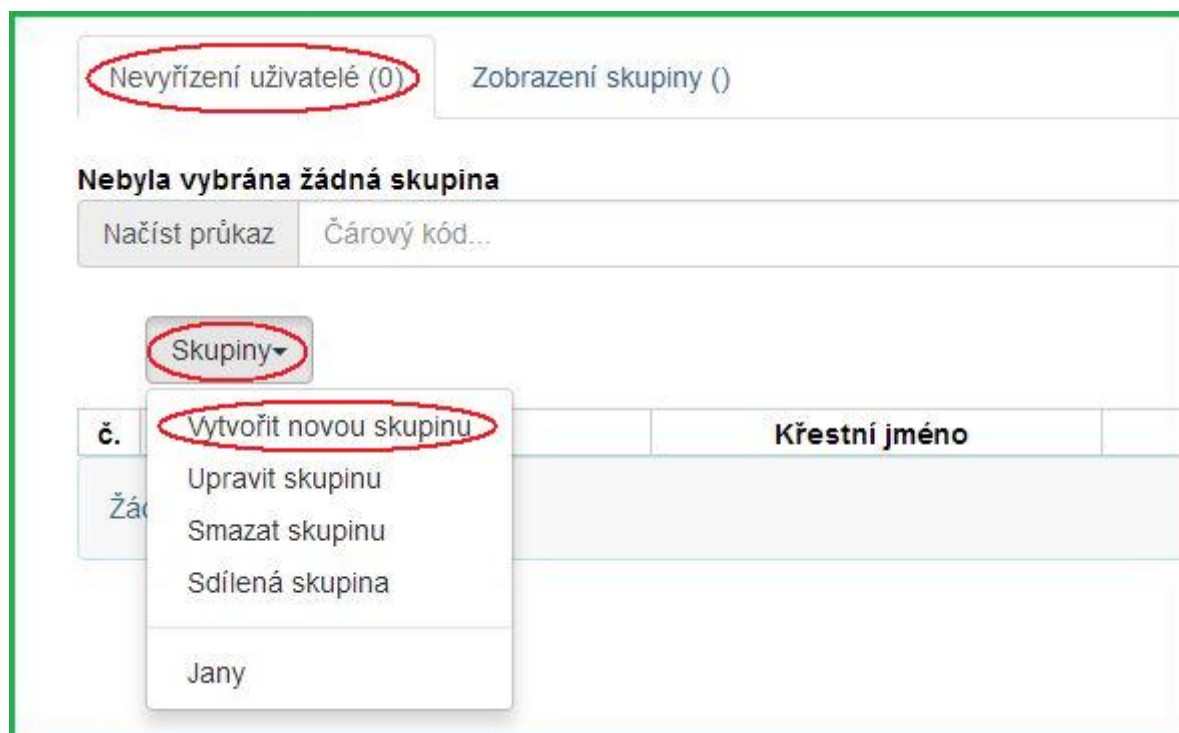 Nevyřízení uživatelé (0) Zobrazení skupiny ()
Nebyla vybrána žádná skupina
Načíst průkaz Čárový kód...
Skupiny
Vytvořit novou skupinu
č. Křestní jméno
Upravit skupinu
Smazat skupinu
Sdílená skupina
Jany